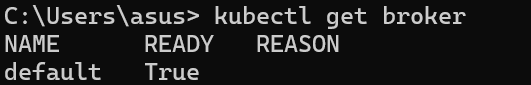 C:\Users\asus> kubectl get broker
NAME      READY   REASON
default   True